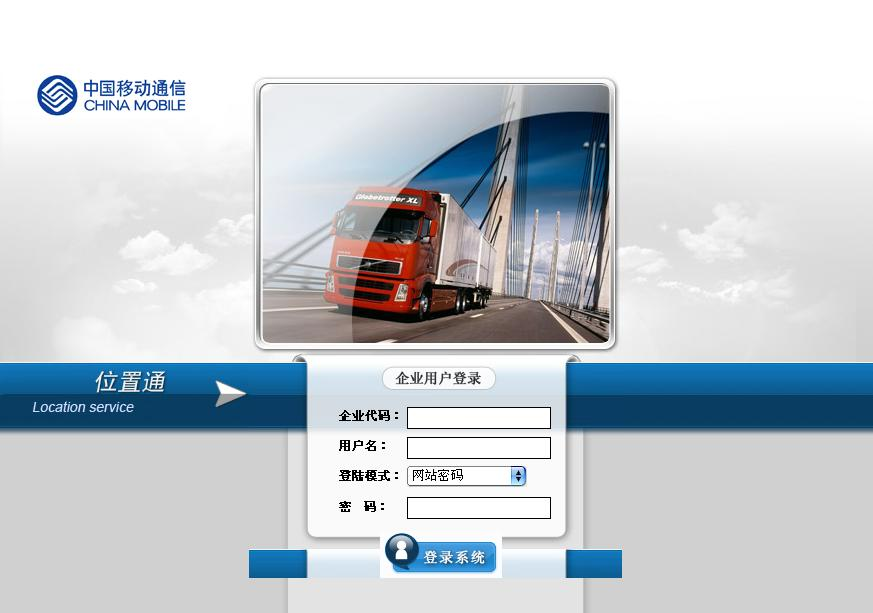 中国移动通信
CHINA MOBILE
Globetrotter XL
位置通
Location service
企业用户登录
企业代码：
用户名：
登陆模式：
网站密码
密 码：
登录系统